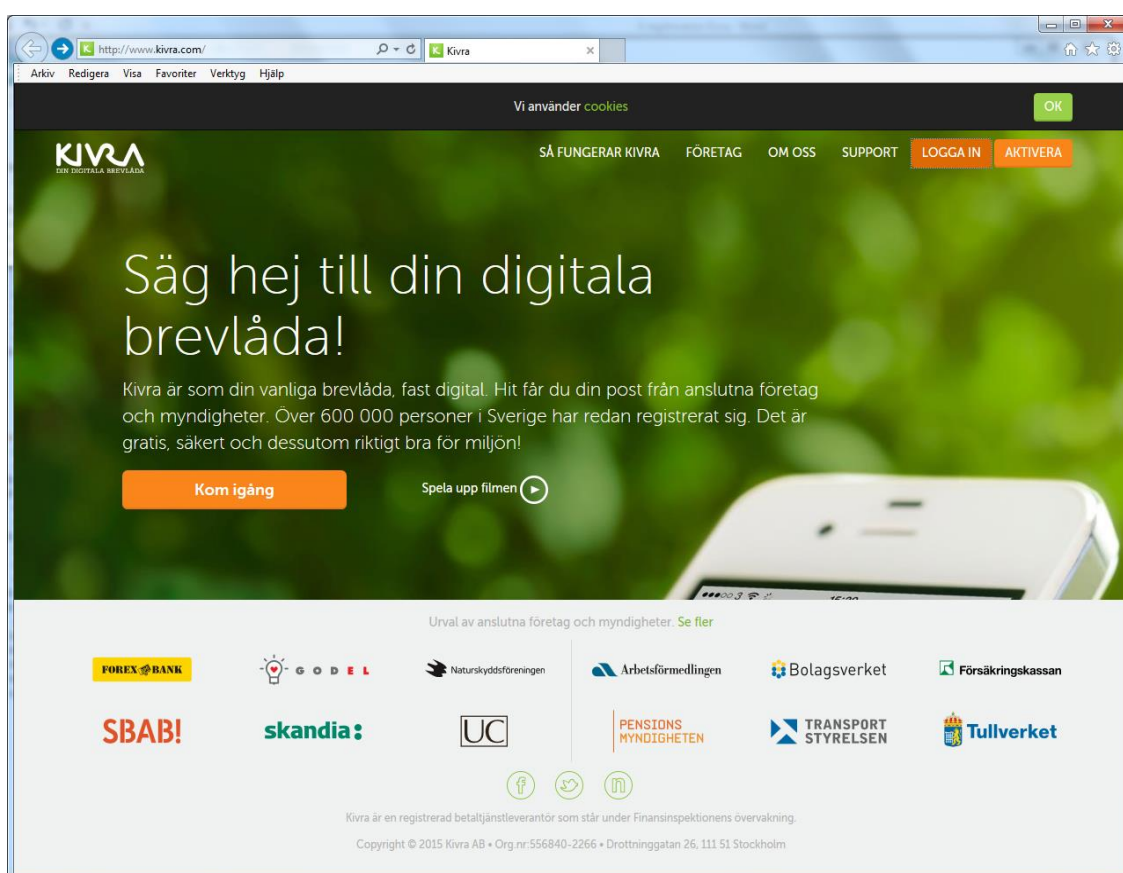 http://www.kivra.com/
Kivra
Arkiv Redigera Visa Favoriter Verktyg Hjälp
Vi använder cookies
OK
KIVRA
DIN DIGITALA BREVLÅDA
SÅ FUNGERAR KIVRA FÖRETAG OM OSS SUPPORT LOGGA IN AKTIVERA
Säg hej till din digitala
brevlåda!
Kivra är som din vanliga brevlåda, fast digital. Hit får du din post från anslutna företag
och myndigheter. Över 600 000 personer i Sverige har redan registrerat sig. Det är
gratis, säkert och dessutom riktigt bra för miljön!
Kom igång
Spela upp filmen
Urval av anslutna företag och myndigheter. Se fler
FOREX BANK GODEL Naturskyddsföreningen Arbetsförmedlingen Bolagsverket Försäkringskassan
SBAB! skandia: UC PENSIONS MYNDIGHETEN TRANSPORT STYRELSEN Tullverket
Kivra är en registrerad betaltjänstleverantör som står under Finansinspektionens övervakning.
Copyright © 2015 Kivra AB • Org.nr:556840-2266 • Drottninggatan 26, 111 51 Stockholm